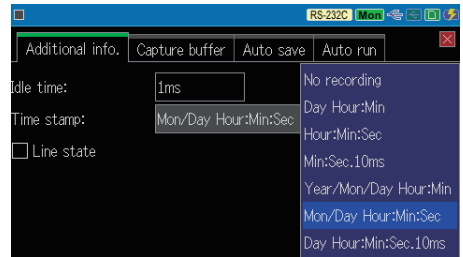 RS-232C Mon
Additional info. Capture buffer Auto save Auto run
Idle time: 1ms
Time stamp: Mon/Day Hour:Min:Sec
Line state
No recording
Day Hour:Min
Hour:Min:Sec
Min:Sec.10ms
Year/Mon/Day Hour:Min
Mon/Day Hour:Min:Sec
Day Hour:Min:Sec.10ms